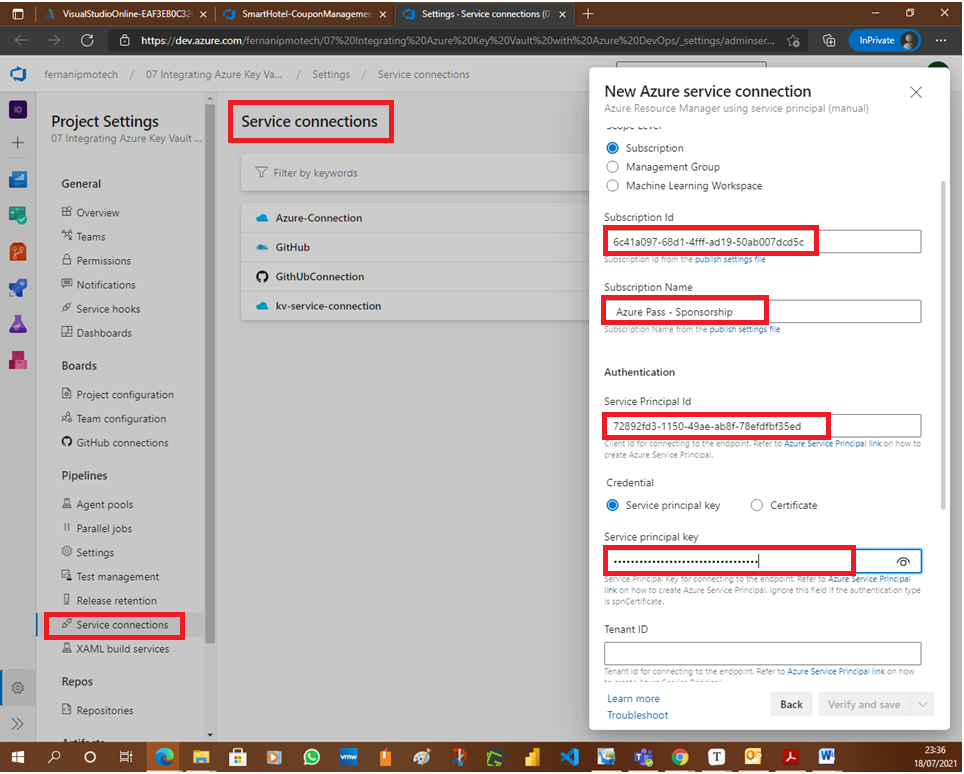 VisualStudioOnline-EAF3EB0C32
SmartHotel-CouponManagemen
Settings · Service connections (0
https://dev.azure.com/fernanipmotech/07%20Integrating%20Azure%20Key%20Vault%20with%20Azure%20DevOps/_settings/adminser...
InPrivate
fernanipmotech / 07 Integrating Azure Key Va... / Settings / Service connections
ID
Project Settings
07 Integrating Azure Key Vault ...
General
Overview
Teams
Permissions
Notifications
Service hooks
Dashboards
Boards
Project configuration
Team configuration
GitHub connections
Pipelines
Agent pools
Parallel jobs
Settings
Test management
Release retention
Service connections
XAML build services
Repos
Repositories
Artifacts
Service connections
Filter by keywords
Azure-Connection
GitHub
GithUbConnection
kv-service-connection
New Azure service connection
Azure Resource Manager using service principal (manual)
Scope Level
Subscription
Management Group
Machine Learning Workspace
Subscription Id
6c41a097-68d1-4fff-ad19-50ab007dcd5c
Subscription Id from the publish settings file
Subscription Name
Azure Pass - Sponsorship
Subscription Name from the publish settings file
Authentication
Service Principal Id
72892fd3-1150-49ae-ab8f-78efdfbf35ed
Client Id for connecting to the endpoint. Refer to Azure Service Principal link on how to
create Azure Service Principal.
Credential
Service principal key
Certificate
Service principal key
Service Principal Key for connecting to the endpoint. Refer to Azure Service Principal
link on how to create Azure Service Principal. Ignore this field if the authentication type
is spnCertificate.
Tenant ID
Tenant Id for connecting to the endpoint. Refer to Azure Service Principal link on how
to create Azure Service Principal.
Learn more
Troubleshoot
Back
Verify and save
vmw
23:36
18/07/2021